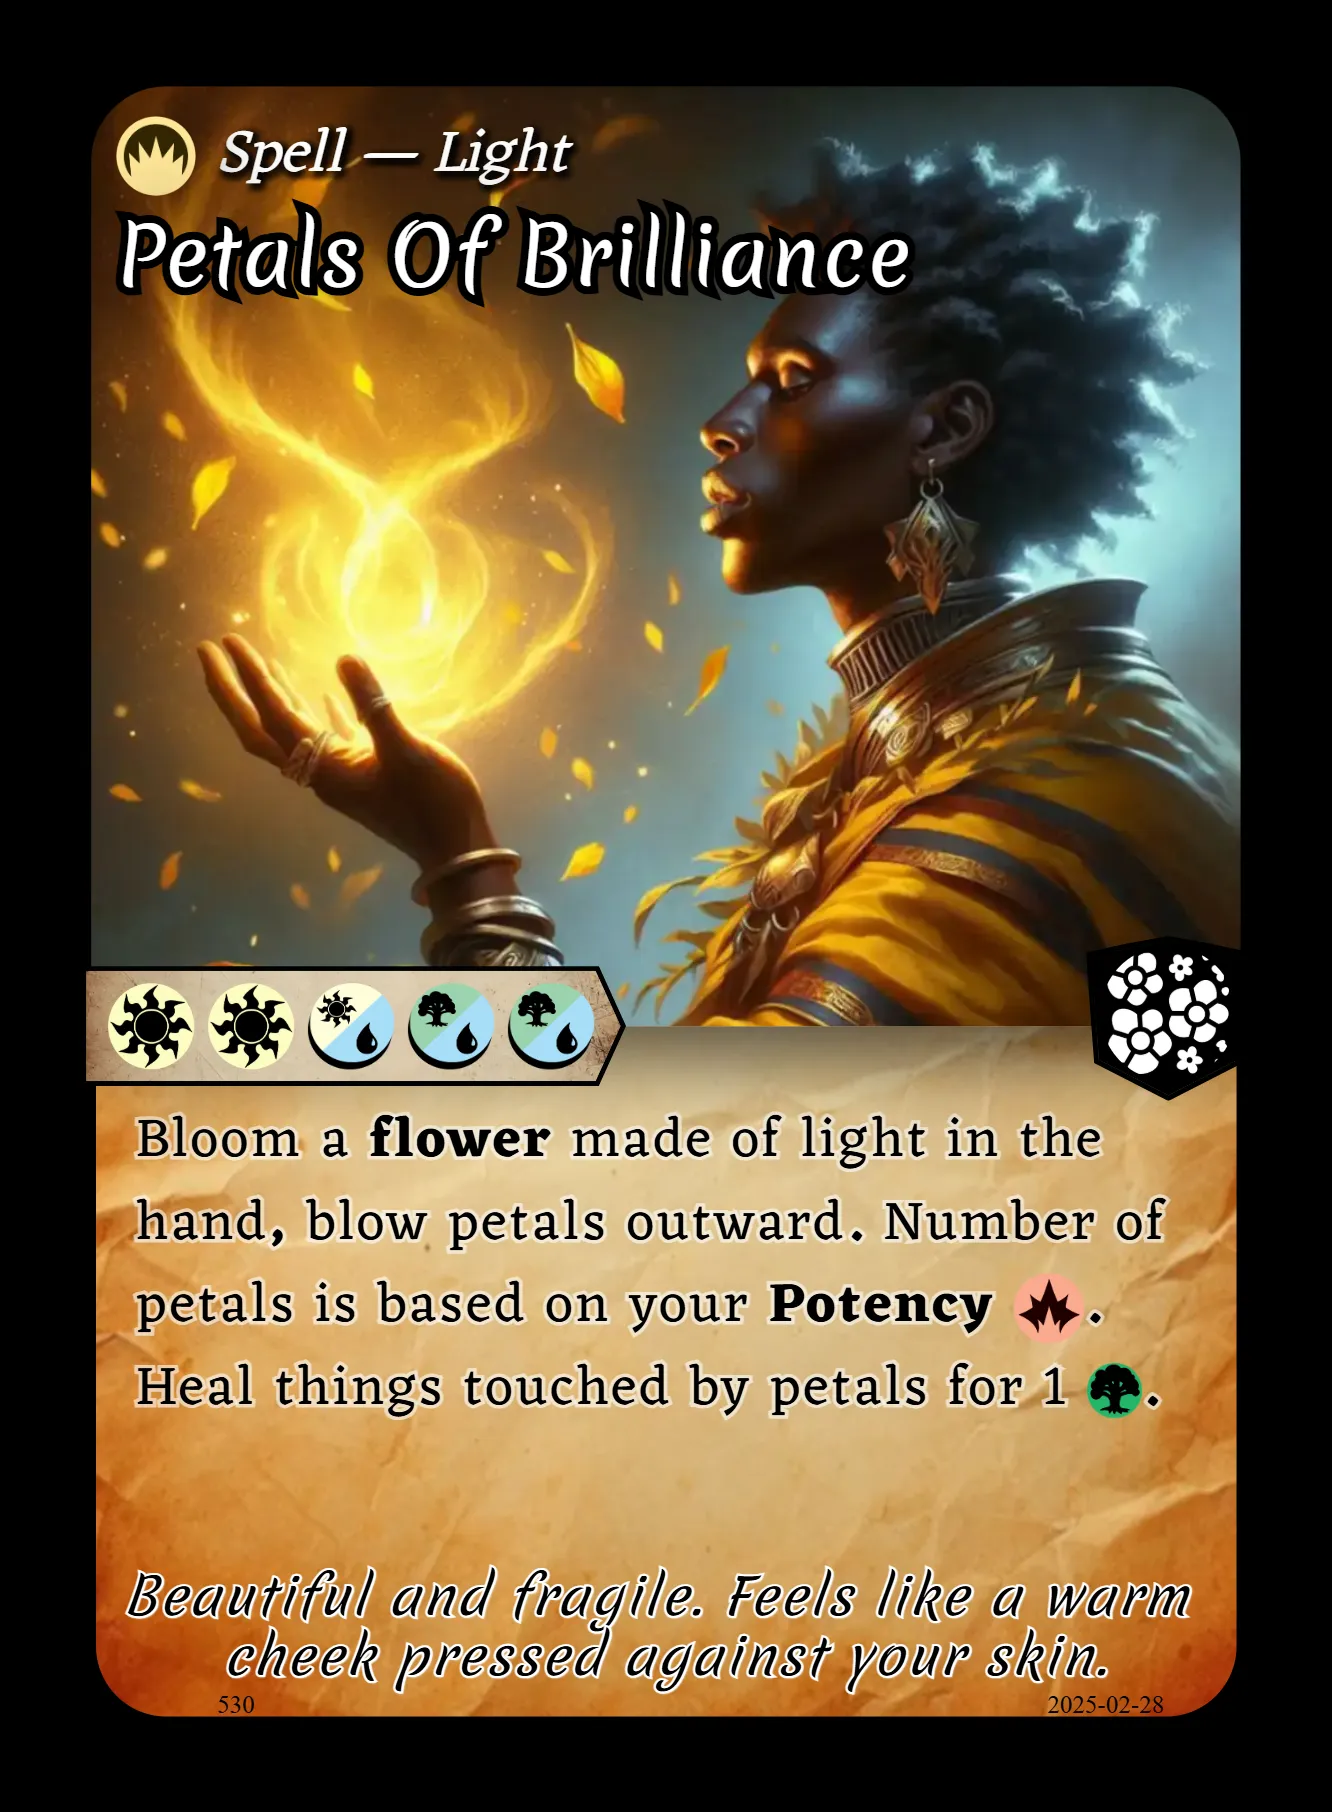 Spell — Light
Petals Of Brilliance
Bloom a flower made of light in the
hand, blow petals outward. Number of
petals is based on your Potency .
Heal things touched by petals for 1 .
Beautiful and fragile. Feels like a warm
cheek pressed against your skin.
530
2025-02-28